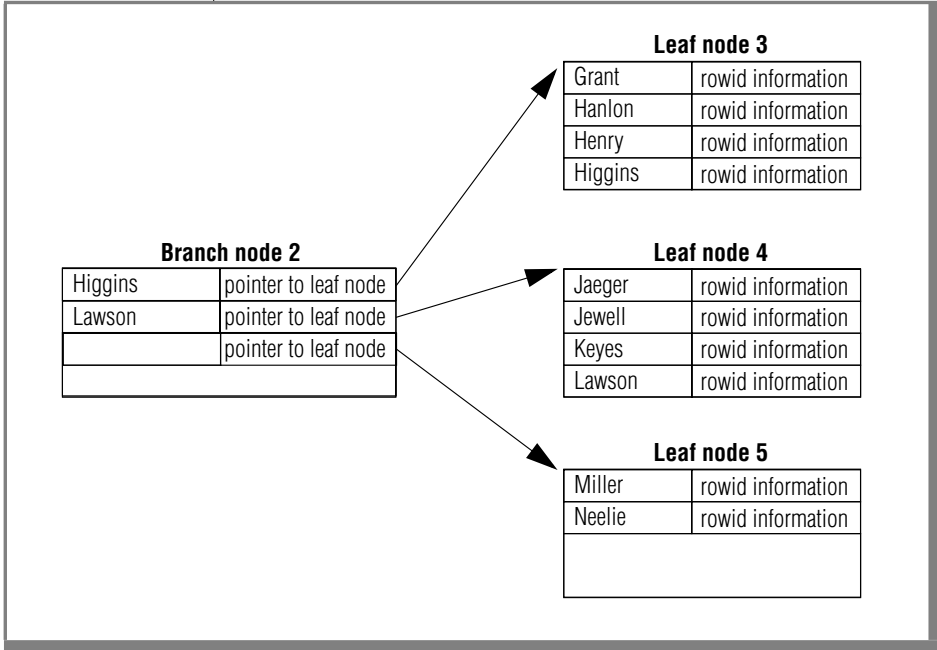 Leaf node 3
Grant rowid information
Hanlon rowid information
Henry rowid information
Higgins rowid information
Branch node 2
Higgins pointer to leaf node
Lawson pointer to leaf node
pointer to leaf node
Leaf node 4
Jaeger rowid information
Jewell rowid information
Keyes rowid information
Lawson rowid information
Leaf node 5
Miller rowid information
Neelie rowid information